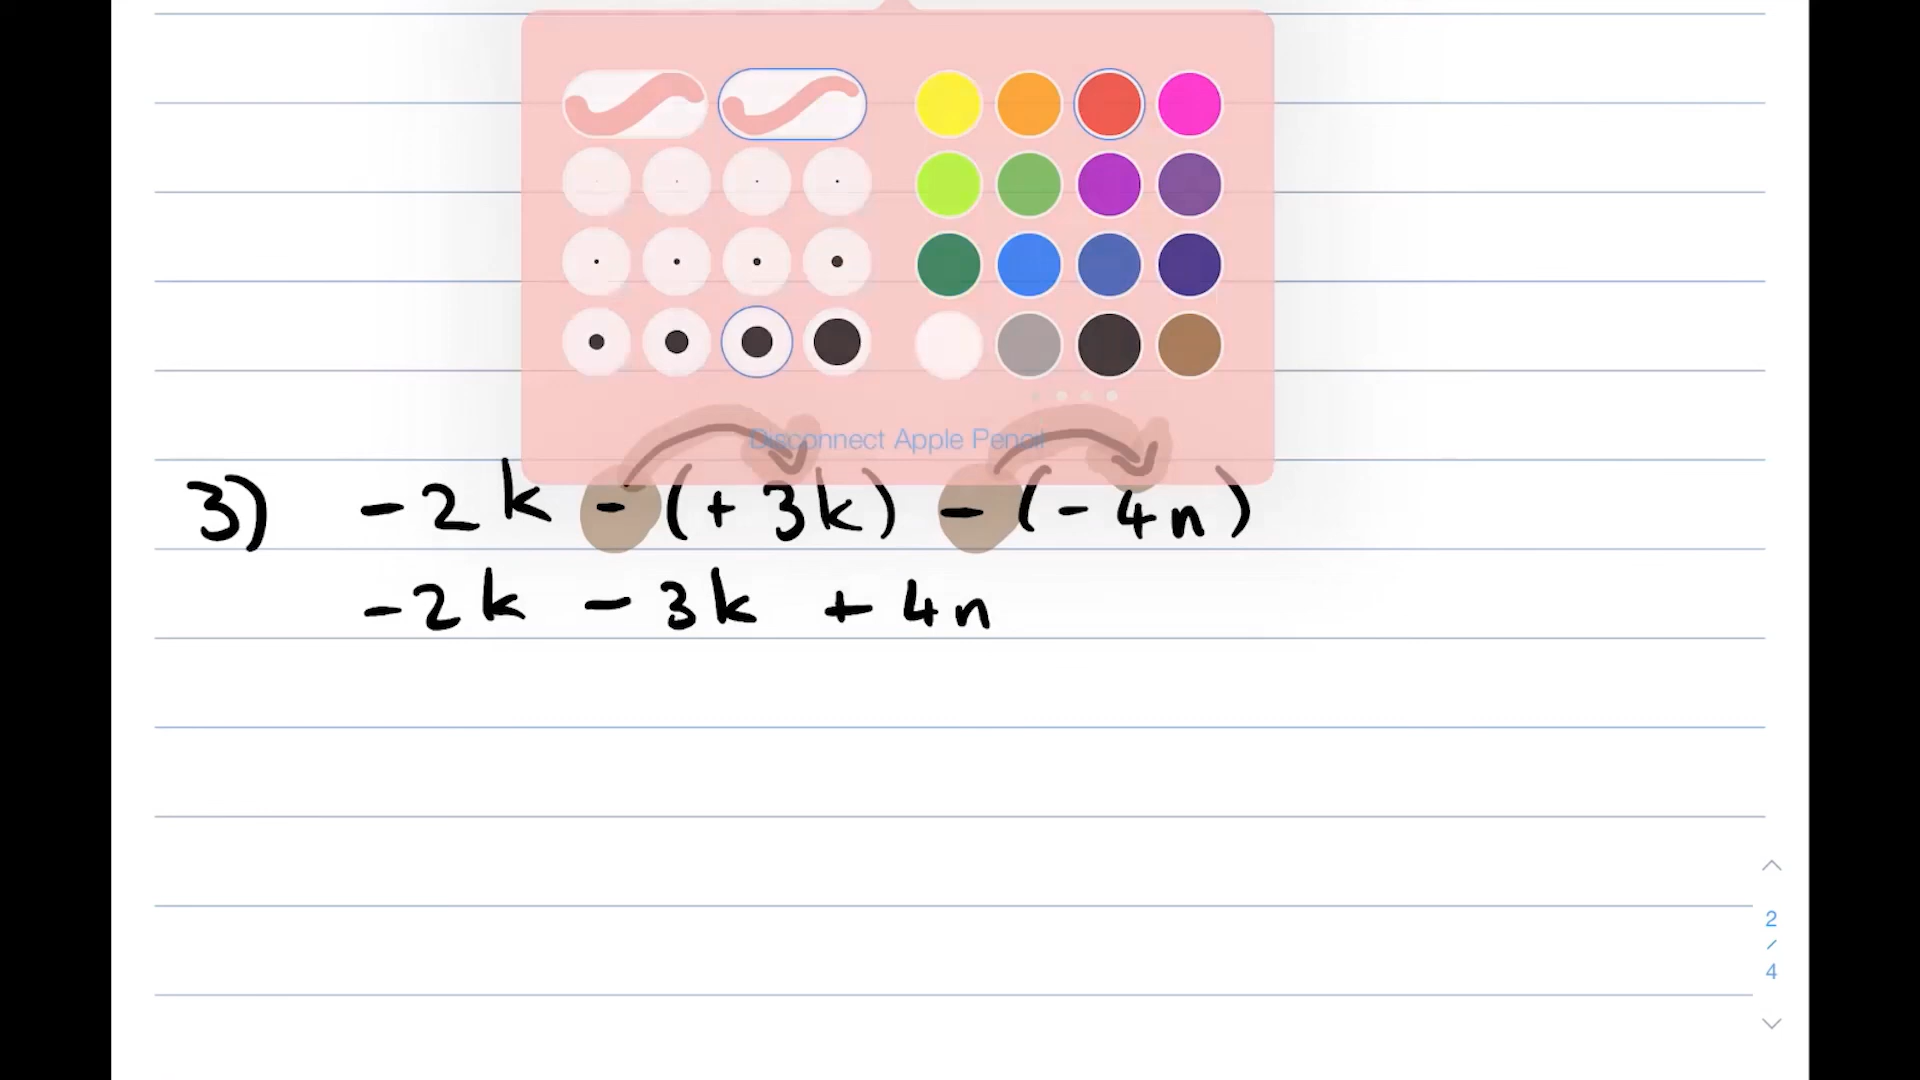 Disconnect Apple Pencil
3) -2k - (+3k) - (-4n)
-2k - 3k + 4n
2
/
4